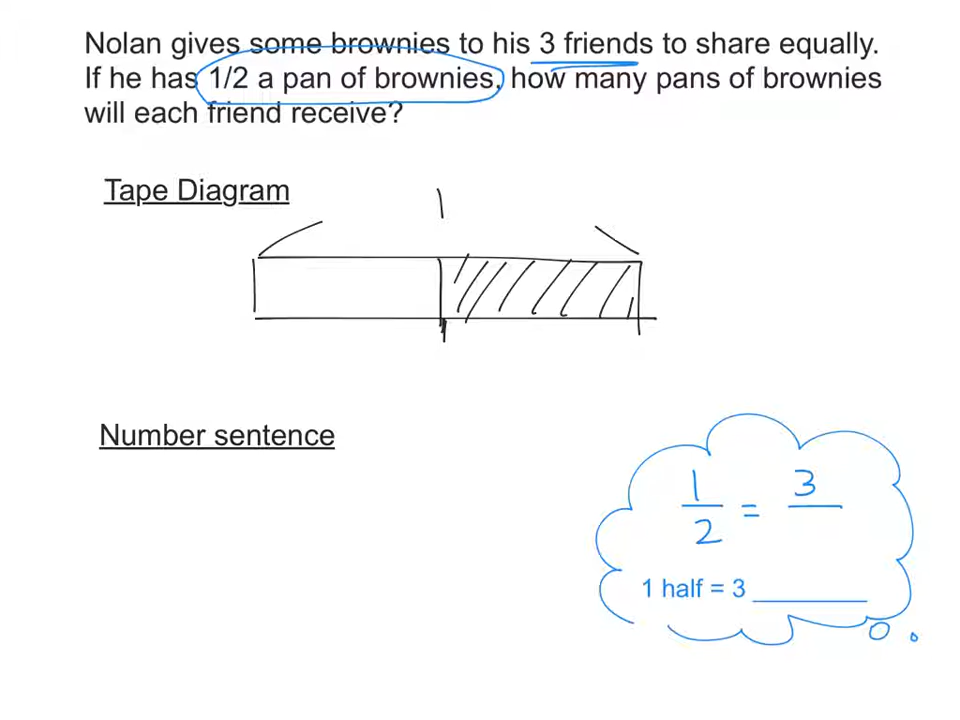 Nolan gives some brownies to his 3 friends to share equally.
If he has 1/2 a pan of brownies, how many pans of brownies
will each friend receive?
Tape Diagram
1
Number sentence
1/2 = 3/
1 half = 3 ________